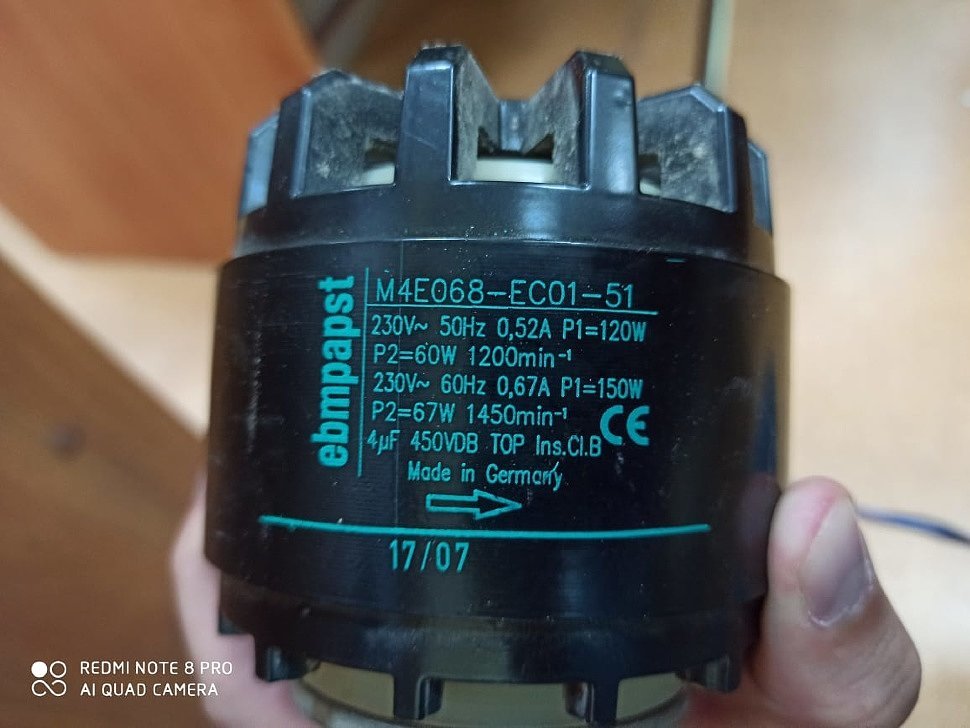 ebmpapst
M4E068-EC01-51
230V~ 50Hz 0,52A P1=120W
P2=60W 1200min⁻¹
230V~ 60Hz 0,67A P1=150W
P2=67W 1450min⁻¹
4µF 450VDB TOP Ins.Cl.B CE
Made in Germany
17/07
REDMI NOTE 8 PRO
AI QUAD CAMERA